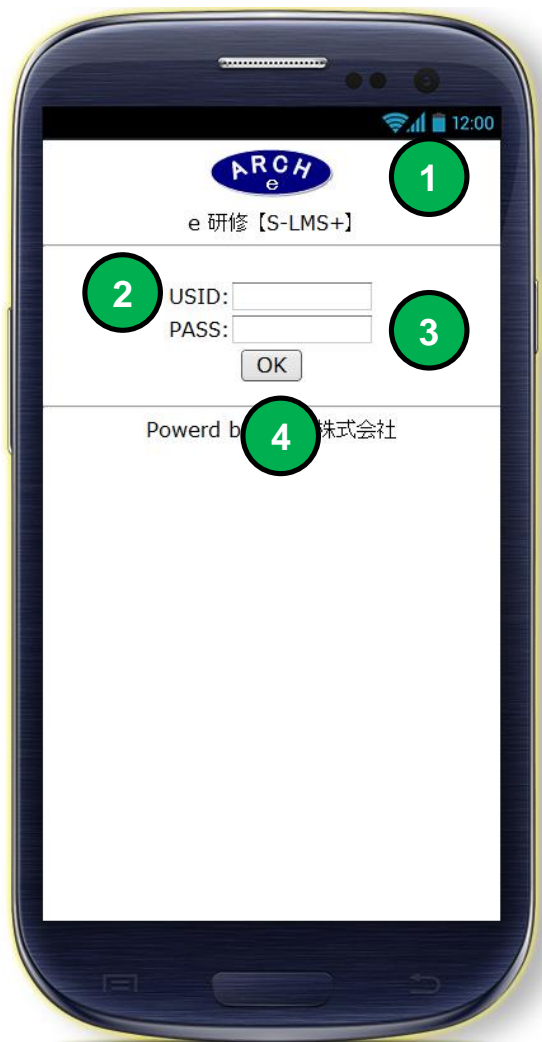 12:00
ARCH
e
1
e 研修【S-LMS+】
2
USID:
PASS:
3
OK
Powerd b 4 株式会社